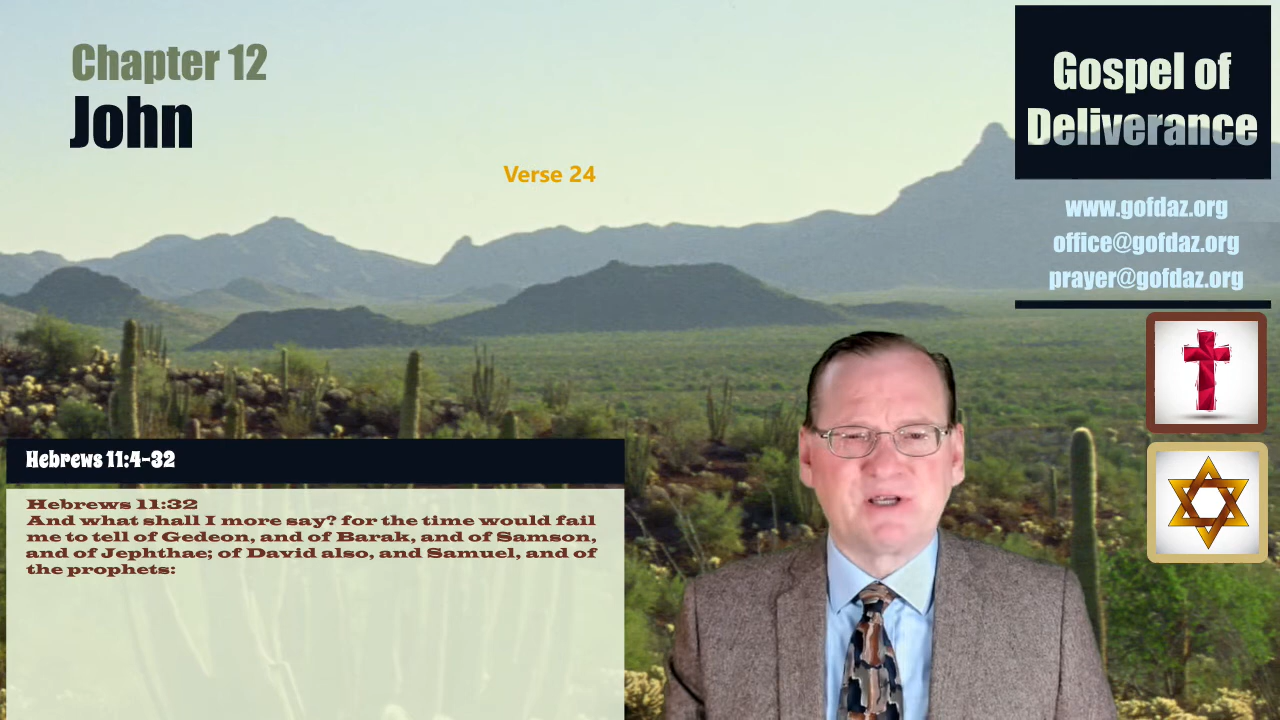 Chapter 12
John
Verse 24
Gospel of
Deliverance
www.gofdaz.org
office@gofdaz.org
prayer@gofdaz.org
Hebrews 11:4-32
Hebrews 11:32
And what shall I more say? for the time would fail
me to tell of Gedeon, and of Barak, and of Samson,
and of Jephthae; of David also, and Samuel, and of
the prophets: